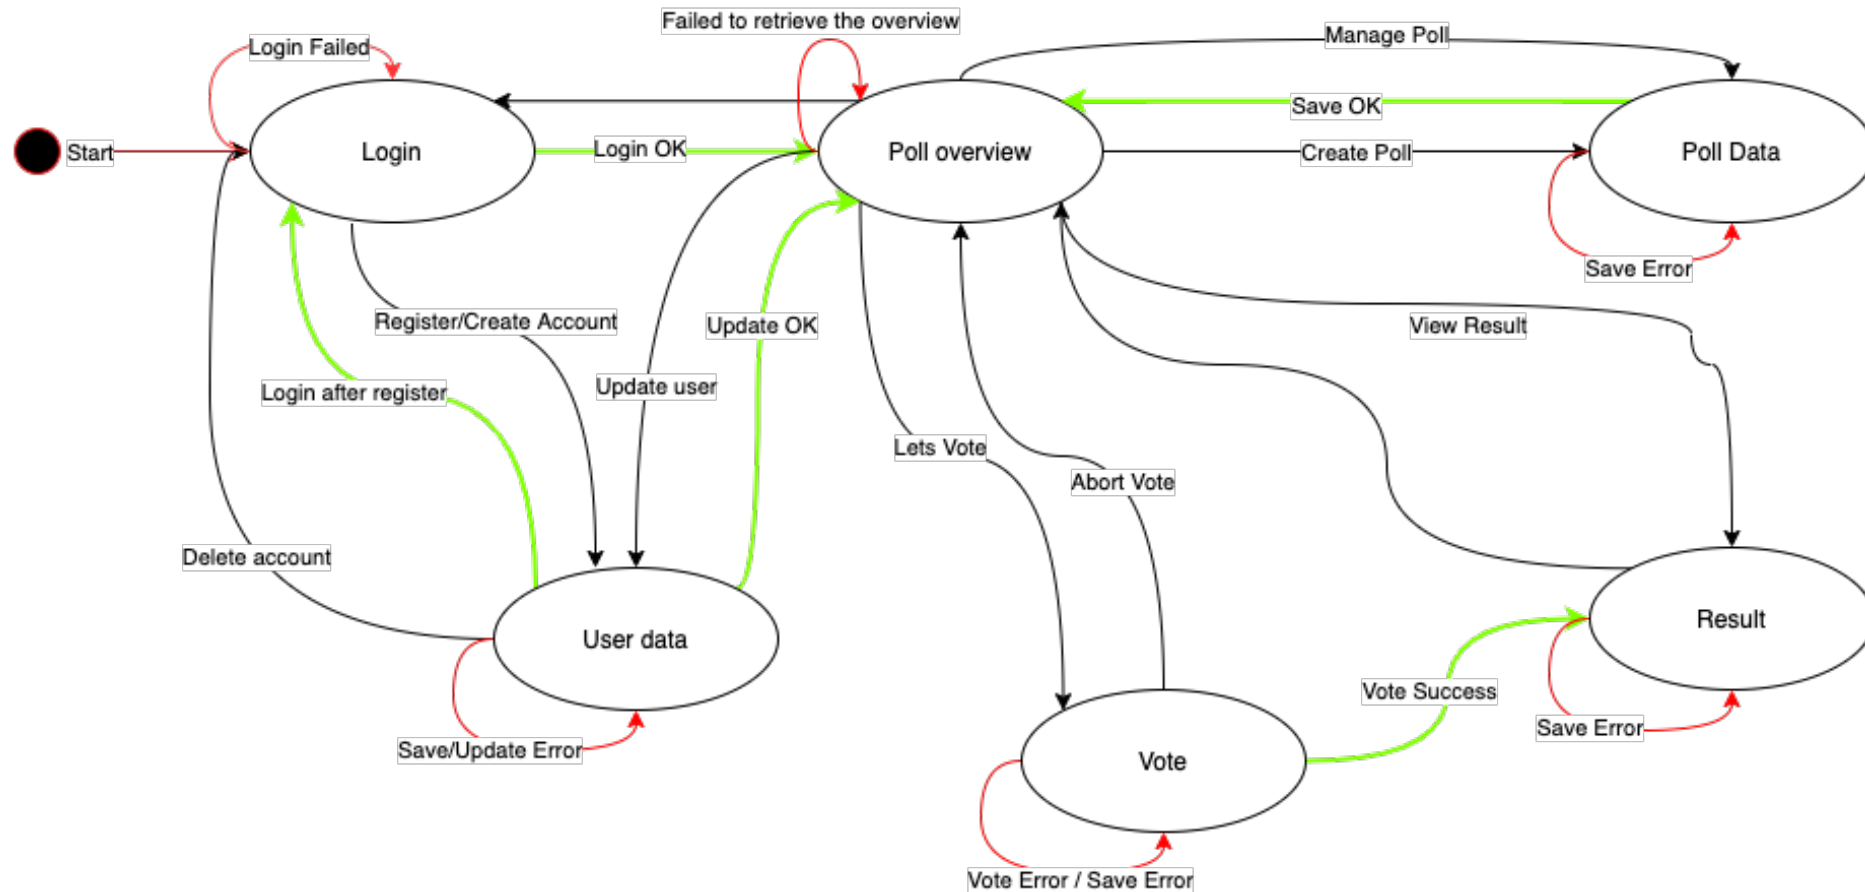 Failed to retrieve the overview
Manage Poll
Login Failed
Save OK
Start
Login
Login OK
Poll overview
Create Poll
Poll Data
Save Error
Register/Create Account
Update OK
View Result
Login after register
Update user
Lets Vote
Abort Vote
Delete account
User data
Result
Vote Success
Save Error
Save/Update Error
Vote
Vote Error / Save Error